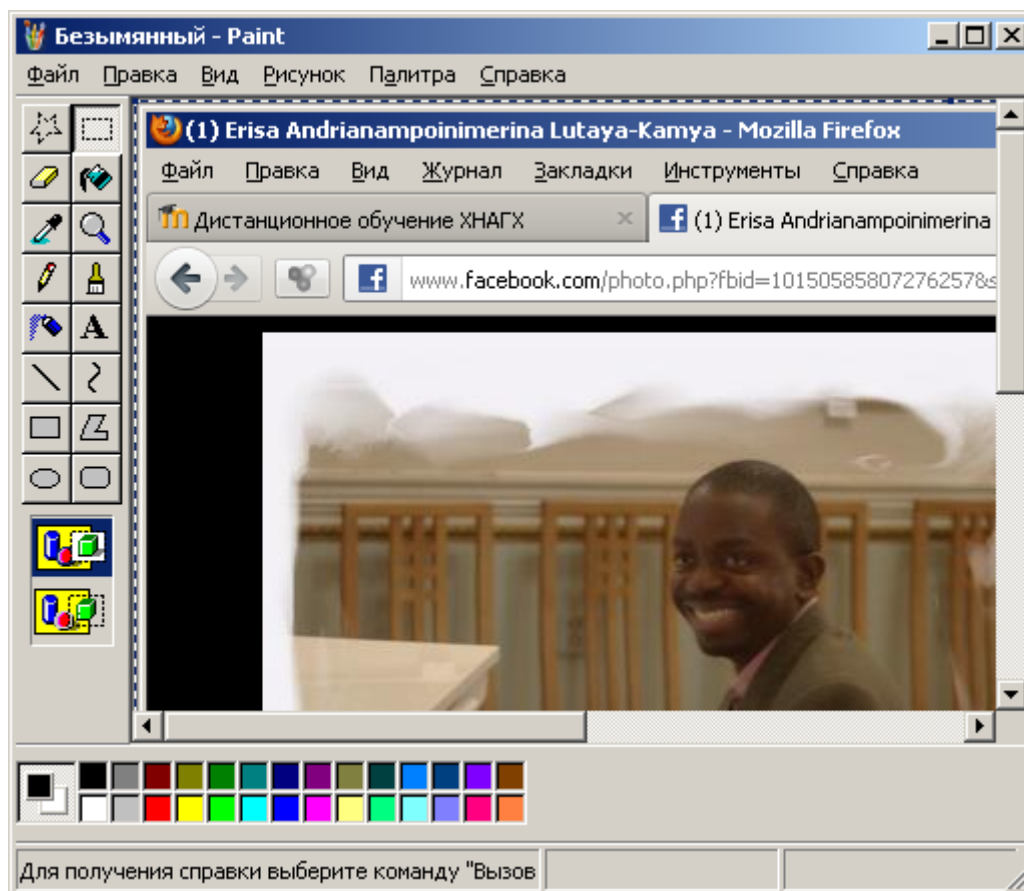 Безымянный - Paint
Файл Правка Вид Рисунок Палитра Справка
(1) Erisa Andrianampoinimerina Lutaya-Kamya - Mozilla Firefox
Файл Правка Вид Журнал Закладки Инструменты Справка
Дистанционное обучение ХНАГХ × (1) Erisa Andrianampoinimerina
www.facebook.com/photo.php?fbid=10150585807276257&s
A
Для получения справки выберите команду "Вызов